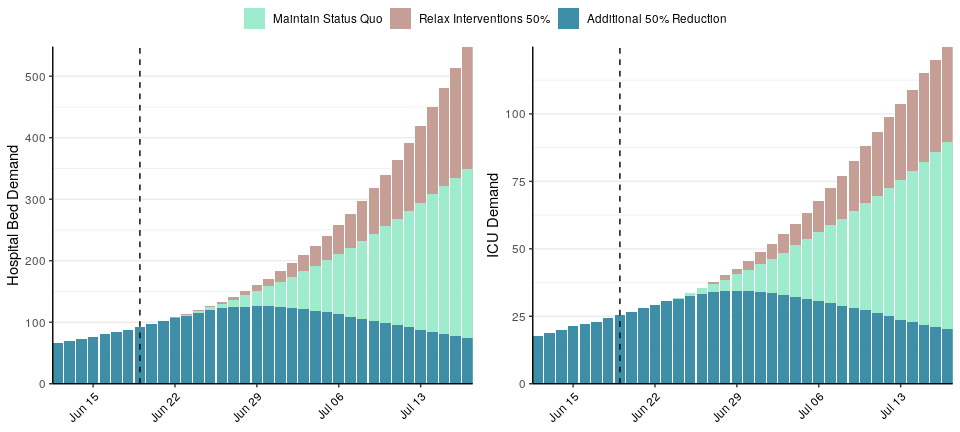 Maintain Status Quo Relax Interventions 50% Additional 50% Reduction
Hospital Bed Demand
500
400
300
200
100
0
Jun 15 Jun 22 Jun 29 Jul 06 Jul 13
ICU Demand
100
75
50
25
0
Jun 15 Jun 22 Jun 29 Jul 06 Jul 13